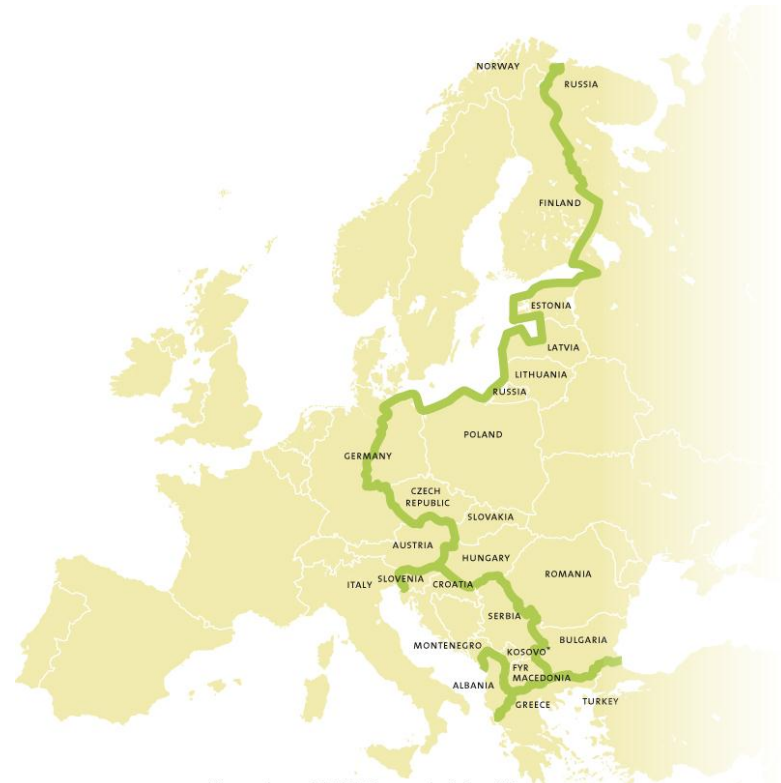 NORWAY
RUSSIA
FINLAND
ESTONIA
LATVIA
LITHUANIA
RUSSIA
POLAND
GERMANY
CZECH
REPUBLIC
SLOVAKIA
AUSTRIA
HUNGARY
ITALY
SLOVENIA
CROATIA
ROMANIA
SERBIA
BULGARIA
MONTENEGRO
KOSOVO*
FYR
MACEDONIA
ALBANIA
GREECE
TURKEY